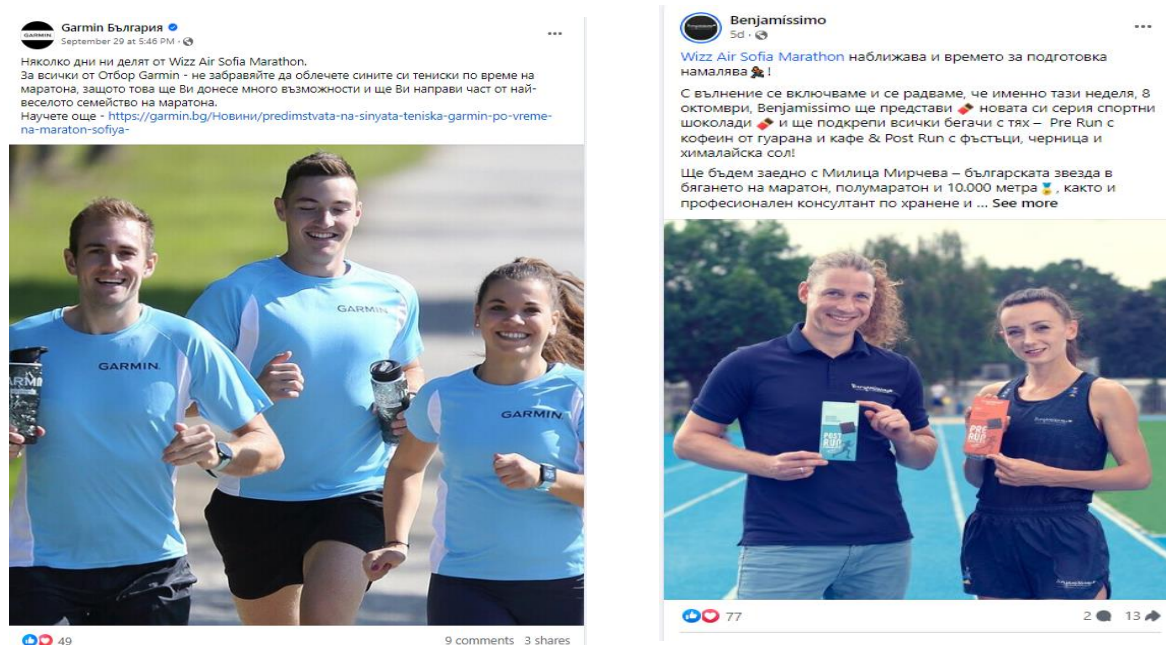 Garmin България
GARMIN
September 29 at 5:46 PM ·
Няколко дни ни делят от Wizz Air Sofia Marathon.
За всички от Отбор Garmin - не забравяйте да облечете сините си тениски по време на
маратона, защото това ще Ви донесе много възможности и ще Ви направи част от най-
веселото семейство на маратона.
Научете още - https://garmin.bg/Новини/predimstvata-na-sinyata-teniska-garmin-po-vreme-
na-maraton-sofiya-
GARMIN
GARMIN.
GARMIN
49
9 comments 3 shares
Benjamíssimo
5d ·
Wizz Air Sofia Marathon наближава и времето за подготовка
намалява !
С вълнение се включваме и се радваме, че именно тази неделя, 8
октомври, Benjamissimo ще представи новата си серия спортни
шоколади и ще подкрепи всички бегачи с тях – Pre Run с
кофеин от гуарана и кафе & Post Run с фъстъци, черница и
хималайска сол!
Ще бъдем заедно с Милица Мирчева – българската звезда в
бягането на маратон, полумаратон и 10.000 метра , както и
професионален консултант по хранене и ... See more
POST
RUN
PRE
RUN
77
2 13